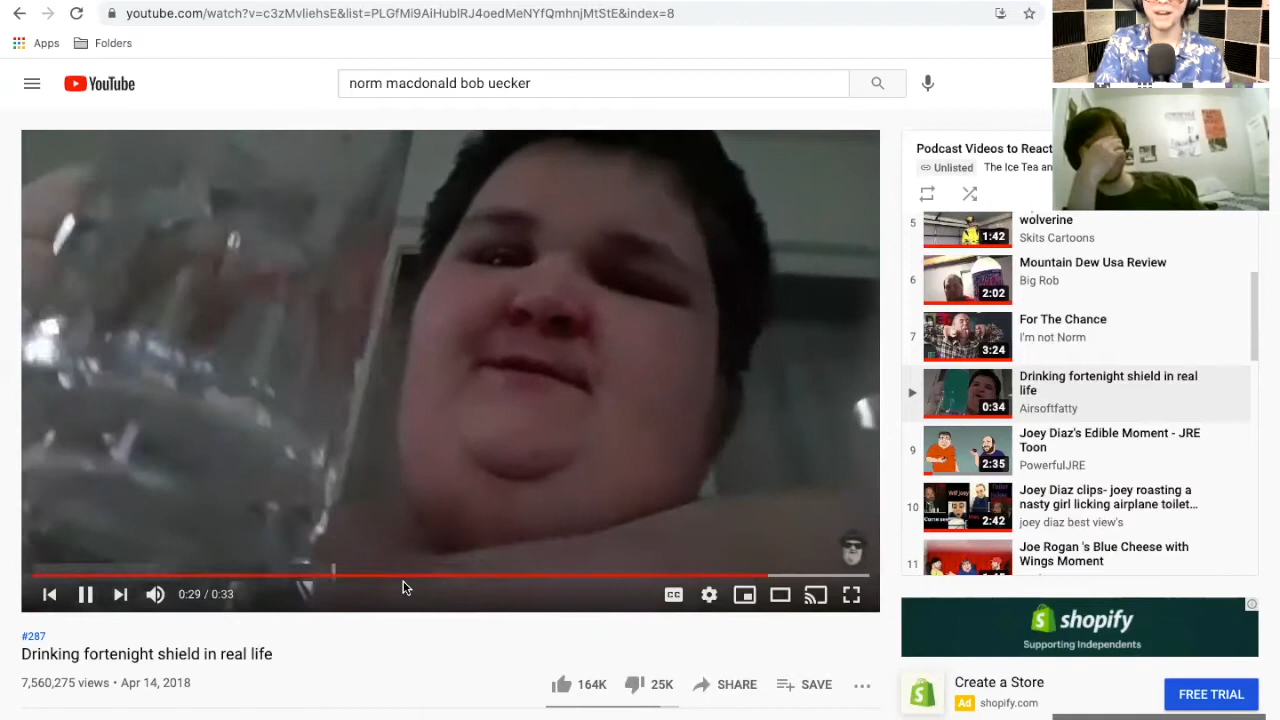 youtube.com/watch?v=c3zMvliehsE&list=PLGfMi9AiHublRJ4oedMeNYfQmhnjMtStE&index=8
Apps
Folders
YouTube
norm macdonald bob uecker
Podcast Videos to React
Unlisted
The Ice Tea an
5
1:42
wolverine
Skits Cartoons
6
2:02
Mountain Dew Usa Review
Big Rob
7
3:24
For The Chance
I'm not Norm
0:34
Drinking fortenight shield in real
life
Airsoftfatty
9
2:35
Joey Diaz's Edible Moment - JRE
Toon
PowerfulJRE
10
2:42
Joey Diaz clips- joey roasting a
nasty girl licking airplane toilet...
joey diaz best view's
11
Joe Rogan 's Blue Cheese with
Wings Moment
0:29 / 0:33
CC
#287
Drinking fortenight shield in real life
7,560,275 views • Apr 14, 2018
164K
25K
SHARE
SAVE
shopify
Supporting Independents
Create a Store
Ad
shopify.com
FREE TRIAL